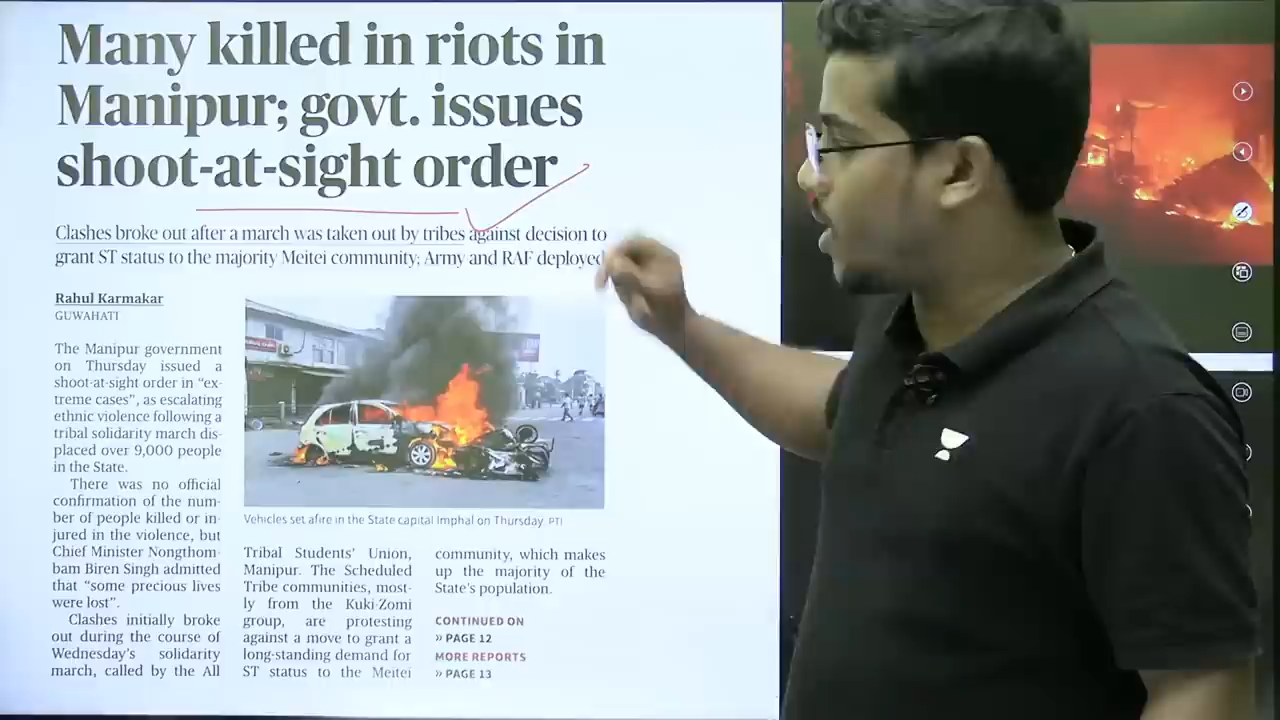 Many killed in riots in
Manipur; govt. issues
shoot-at-sight order
Clashes broke out after a march was taken out by tribes against decision to
grant ST status to the majority Meitei community; Army and RAF deployed
Rahul Karmakar
GUWAHATI
The Manipur government
on Thursday issued a
shoot-at-sight order in “ex-
treme cases”, as escalating
ethnic violence following a
tribal solidarity march dis-
placed over 9,000 people
in the State.
There was no official
confirmation of the num-
ber of people killed or in-
jured in the violence, but
Chief Minister Nongthom-
bam Biren Singh admitted
that “some precious lives
were lost”.
Clashes initially broke
out during the course of
Wednesday's solidarity
march, called by the All
Vehicles set afire in the State capital Imphal on Thursday. PTI
Tribal Students' Union,
Manipur. The Scheduled
Tribe communities, most-
ly from the Kuki-Zomi
group, are protesting
against a move to grant a
long-standing demand for
ST status to the Meitei
community, which makes
up the majority of the
State's population.
CONTINUED ON
» PAGE 12
MORE REPORTS
» PAGE 13